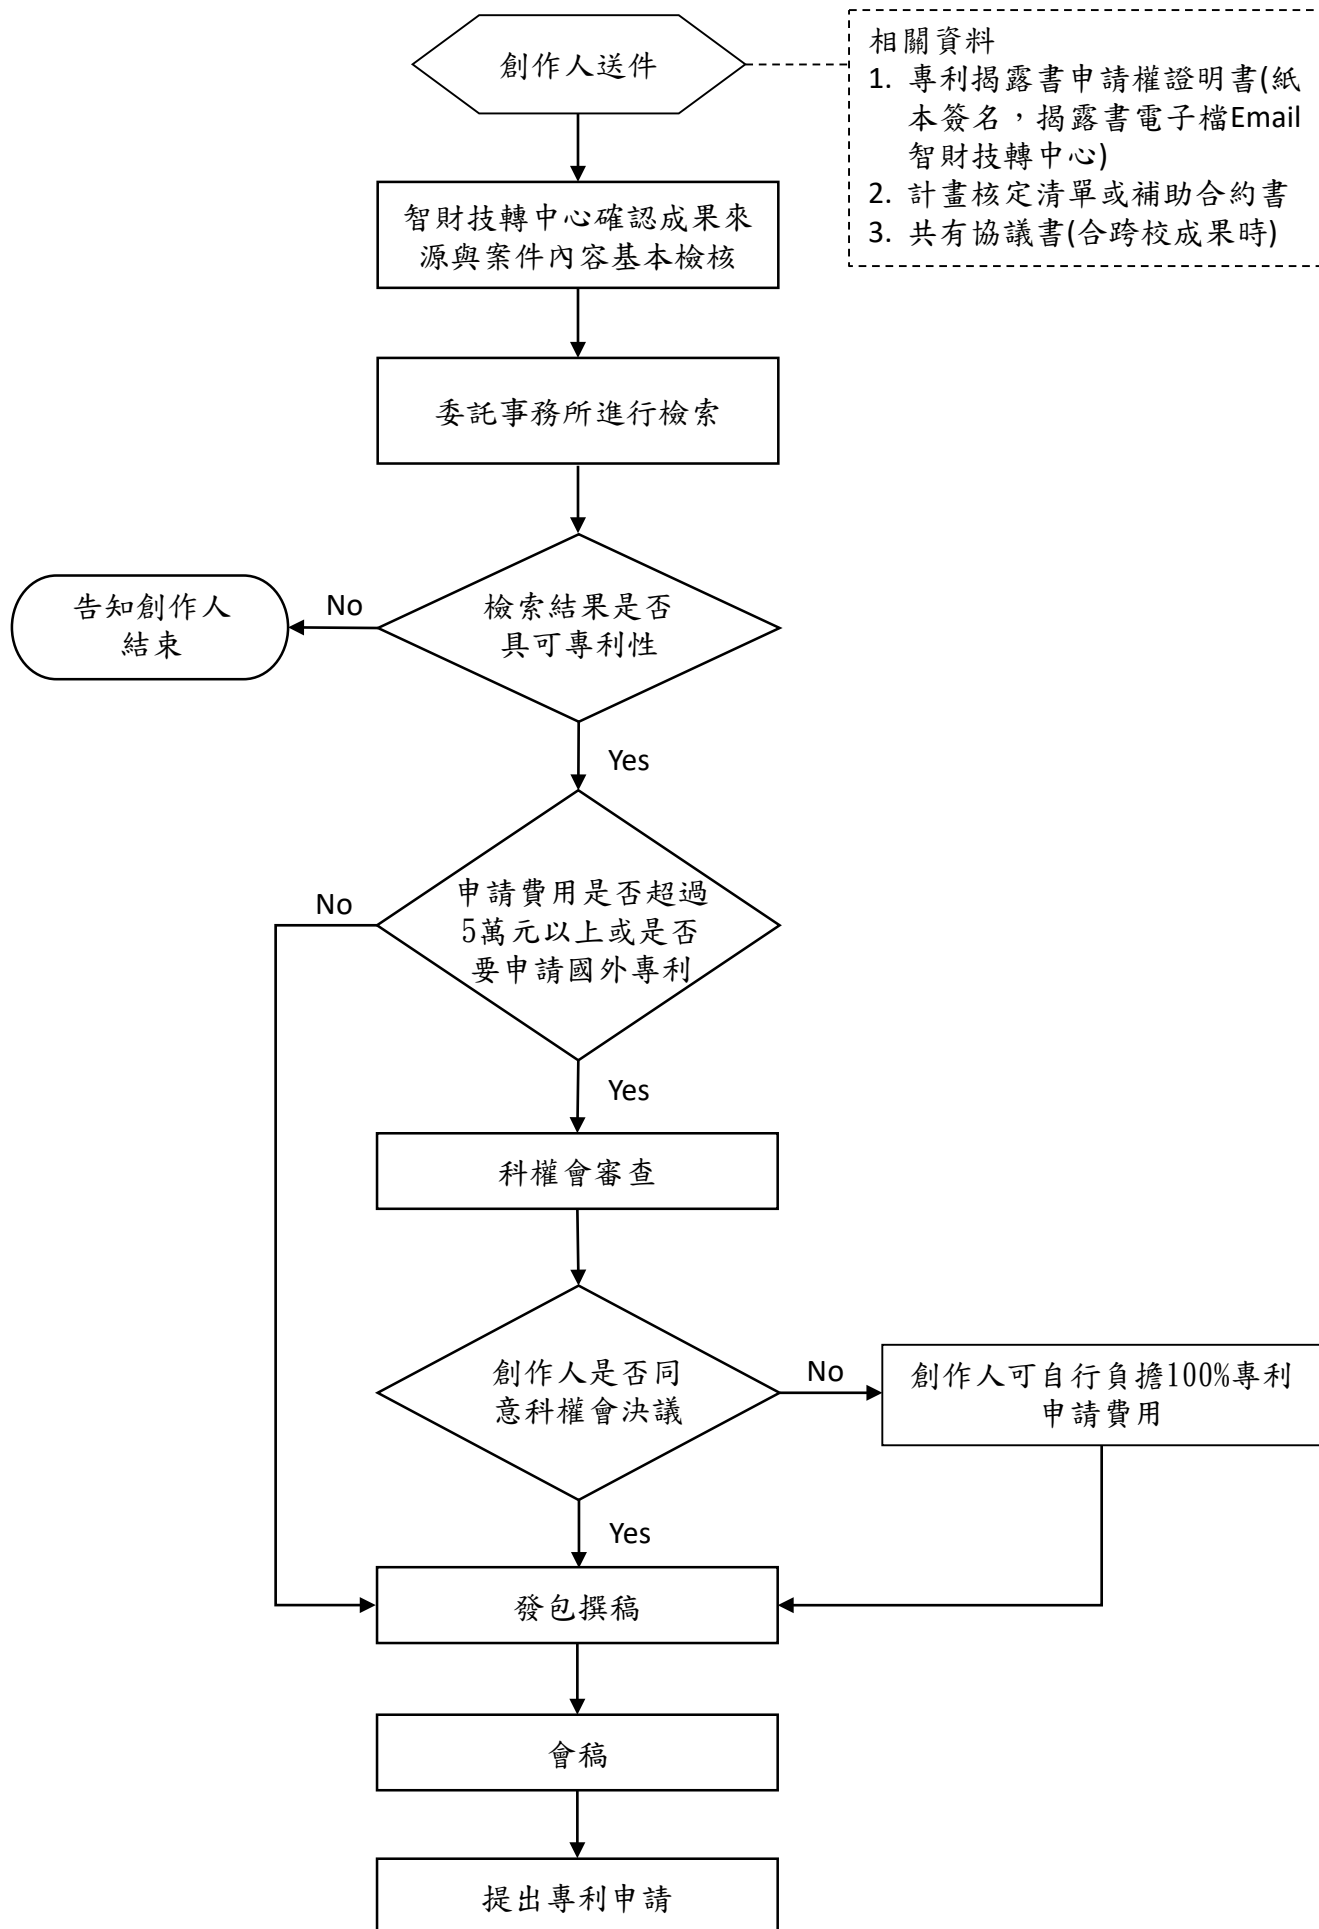 創作人送件
相關資料
1. 專利揭露書申請權證明書(紙
本簽名，揭露書電子檔Email
智財技轉中心)
2. 計畫核定清單或補助合約書
3. 共有協議書(合跨校成果時)
智財技轉中心確認成果來
源與案件內容基本檢核
委託事務所進行檢索
檢索結果是否
具可專利性
No
告知創作人
結束
Yes
申請費用是否超過
5萬元以上或是否
要申請國外專利
No
Yes
科權會審查
創作人是否同
意科權會決議
No
創作人可自行負擔100%專利
申請費用
Yes
發包撰稿
會稿
提出專利申請